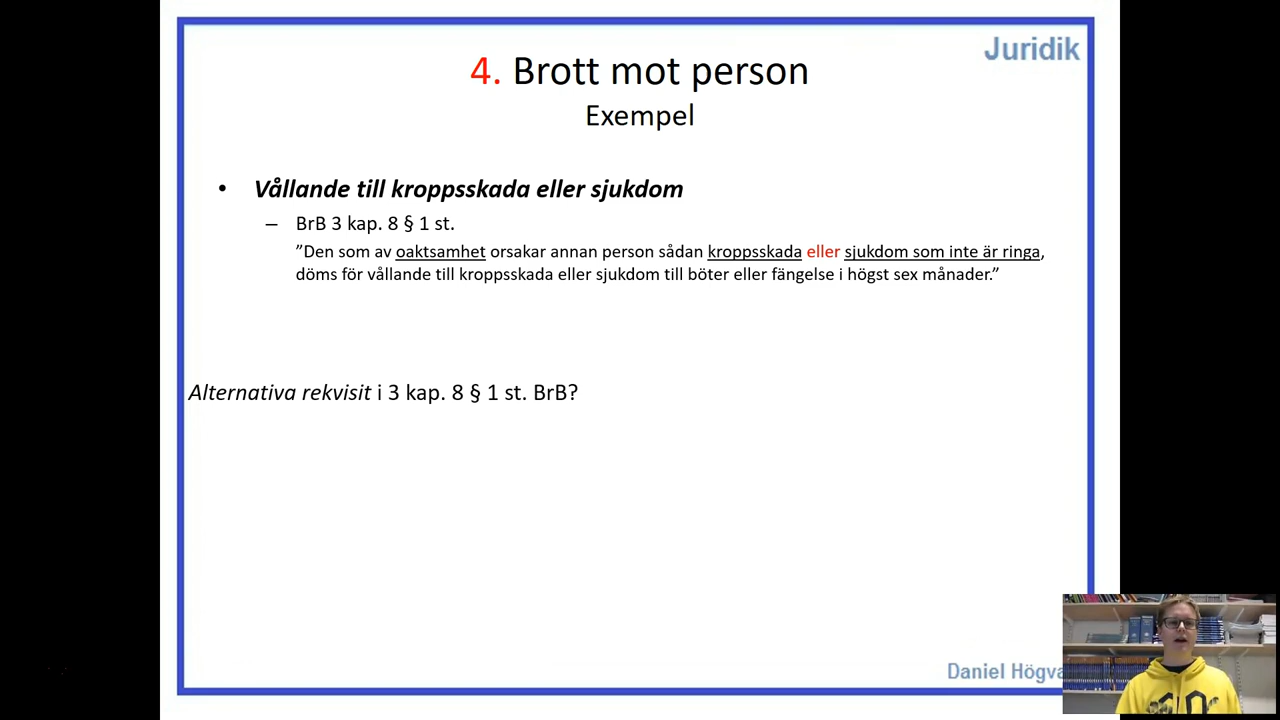 Juridik
4. Brott mot person
Exempel
• Vållande till kroppsskada eller sjukdom
– BrB 3 kap. 8 § 1 st.
”Den som av oaktsamhet orsakar annan person sådan kroppsskada eller sjukdom som inte är ringa,
döms för vållande till kroppsskada eller sjukdom till böter eller fängelse i högst sex månader.”
Alternativa rekvisit i 3 kap. 8 § 1 st. BrB?
Daniel